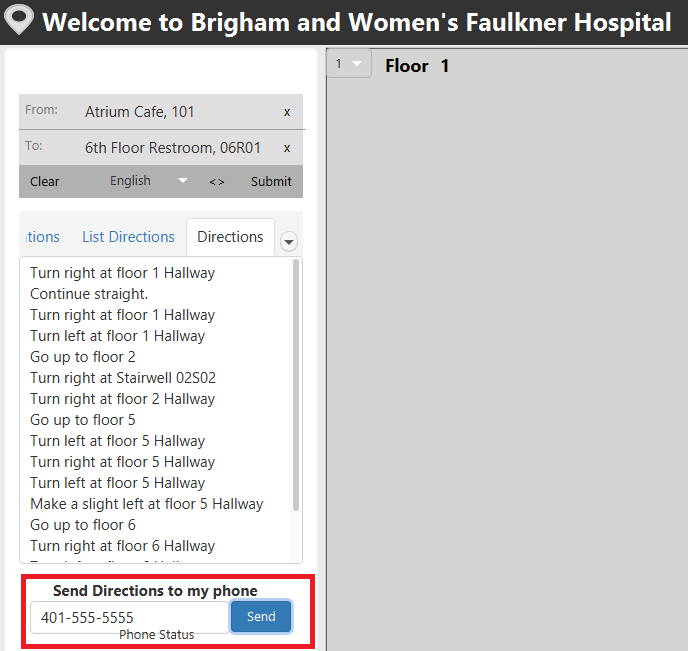 Welcome to Brigham and Women's Faulkner Hospital
1
Floor 1
From: Atrium Cafe, 101 x
To: 6th Floor Restroom, 06R01 x
Clear English <> Submit
List Directions Directions
Turn right at floor 1 Hallway
Continue straight.
Turn right at floor 1 Hallway
Turn left at floor 1 Hallway
Go up to floor 2
Turn right at Stairwell 02S02
Turn right at floor 2 Hallway
Go up to floor 5
Turn left at floor 5 Hallway
Turn right at floor 5 Hallway
Turn left at floor 5 Hallway
Make a slight left at floor 5 Hallway
Go up to floor 6
Turn right at floor 6 Hallway
Send Directions to my phone
401-555-5555 Send
Phone Status